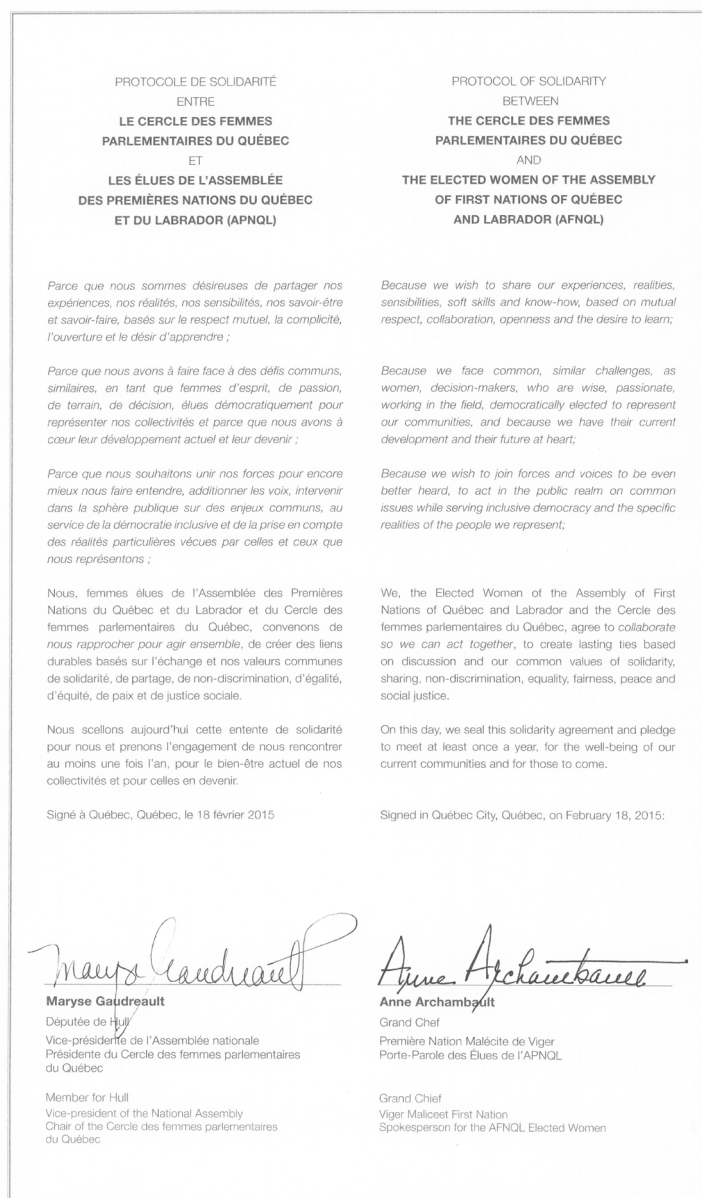 PROTOCOLE DE SOLIDARITÉ
ENTRE
LE CERCLE DES FEMMES
PARLEMENTAIRES DU QUÉBEC
ET
LES ÉLUES DE L'ASSEMBLÉE
DES PREMIÈRES NATIONS DU QUÉBEC
ET DU LABRADOR (APNQL)
Parce que nous sommes désireuses de partager nos
expériences, nos réalités, nos sensibilités, nos savoir-être
et savoir-faire, basés sur le respect mutuel, la complicité,
l'ouverture et le désir d'apprendre ;
Parce que nous avons à faire face à des défis communs,
similaires, en tant que femmes d'esprit, de passion,
de terrain, de décision, élues démocratiquement pour
représenter nos collectivités et parce que nous avons à
cœur leur développement actuel et leur devenir ;
Parce que nous souhaitons unir nos forces pour encore
mieux nous faire entendre, additionner les voix, intervenir
dans la sphère publique sur des enjeux communs, au
service de la démocratie inclusive et de la prise en compte
des réalités particulières vécues par celles et ceux que
nous représentons ;
Nous, femmes élues de l'Assemblée des Premières
Nations du Québec et du Labrador et du Cercle des
femmes parlementaires du Québec, convenons de
nous rapprocher pour agir ensemble, de créer des liens
durables basés sur l'échange et nos valeurs communes
de solidarité, de partage, de non-discrimination, d'égalité,
d'équité, de paix et de justice sociale.
Nous scellons aujourd'hui cette entente de solidarité
pour nous et prenons l'engagement de nous rencontrer
au moins une fois l'an, pour le bien-être actuel de nos
collectivités et pour celles en devenir.
Signé à Québec, Québec, le 18 février 2015
PROTOCOL OF SOLIDARITY
BETWEEN
THE CERCLE DES FEMMES
PARLEMENTAIRES DU QUÉBEC
AND
THE ELECTED WOMEN OF THE ASSEMBLY
OF FIRST NATIONS OF QUÉBEC
AND LABRADOR (AFNQL)
Because we wish to share our experiences, realities,
sensibilities, soft skills and know-how, based on mutual
respect, collaboration, openness and the desire to learn;
Because we face common, similar challenges, as
women, decision-makers, who are wise, passionate,
working in the field, democratically elected to represent
our communities, and because we have their current
development and their future at heart;
Because we wish to join forces and voices to be even
better heard, to act in the public realm on common
issues while serving inclusive democracy and the specific
realities of the people we represent;
We, the Elected Women of the Assembly of First
Nations of Québec and Labrador and the Cercle des
femmes parlementaires du Québec, agree to collaborate
so we can act together, to create lasting ties based
on discussion and our common values of solidarity,
sharing, non-discrimination, equality, fairness, peace and
social justice.
On this day, we seal this solidarity agreement and pledge
to meet at least once a year, for the well-being of our
current communities and for those to come.
Signed in Québec City, Québec, on February 18, 2015:
Maryse Gaudreault
Maryse Gaudreault
Députée de Hull
Vice-présidente de l'Assemblée nationale
Présidente du Cercle des femmes parlementaires
du Québec
Member for Hull
Vice-president of the National Assembly
Chair of the Cercle des femmes parlementaires
du Québec
Anne Archambault
Anne Archambault
Grand Chef
Première Nation Malécite de Viger
Porte-Parole des Élues de l'APNQL
Grand Chief
Viger Maliceet First Nation
Spokesperson for the AFNQL Elected Women